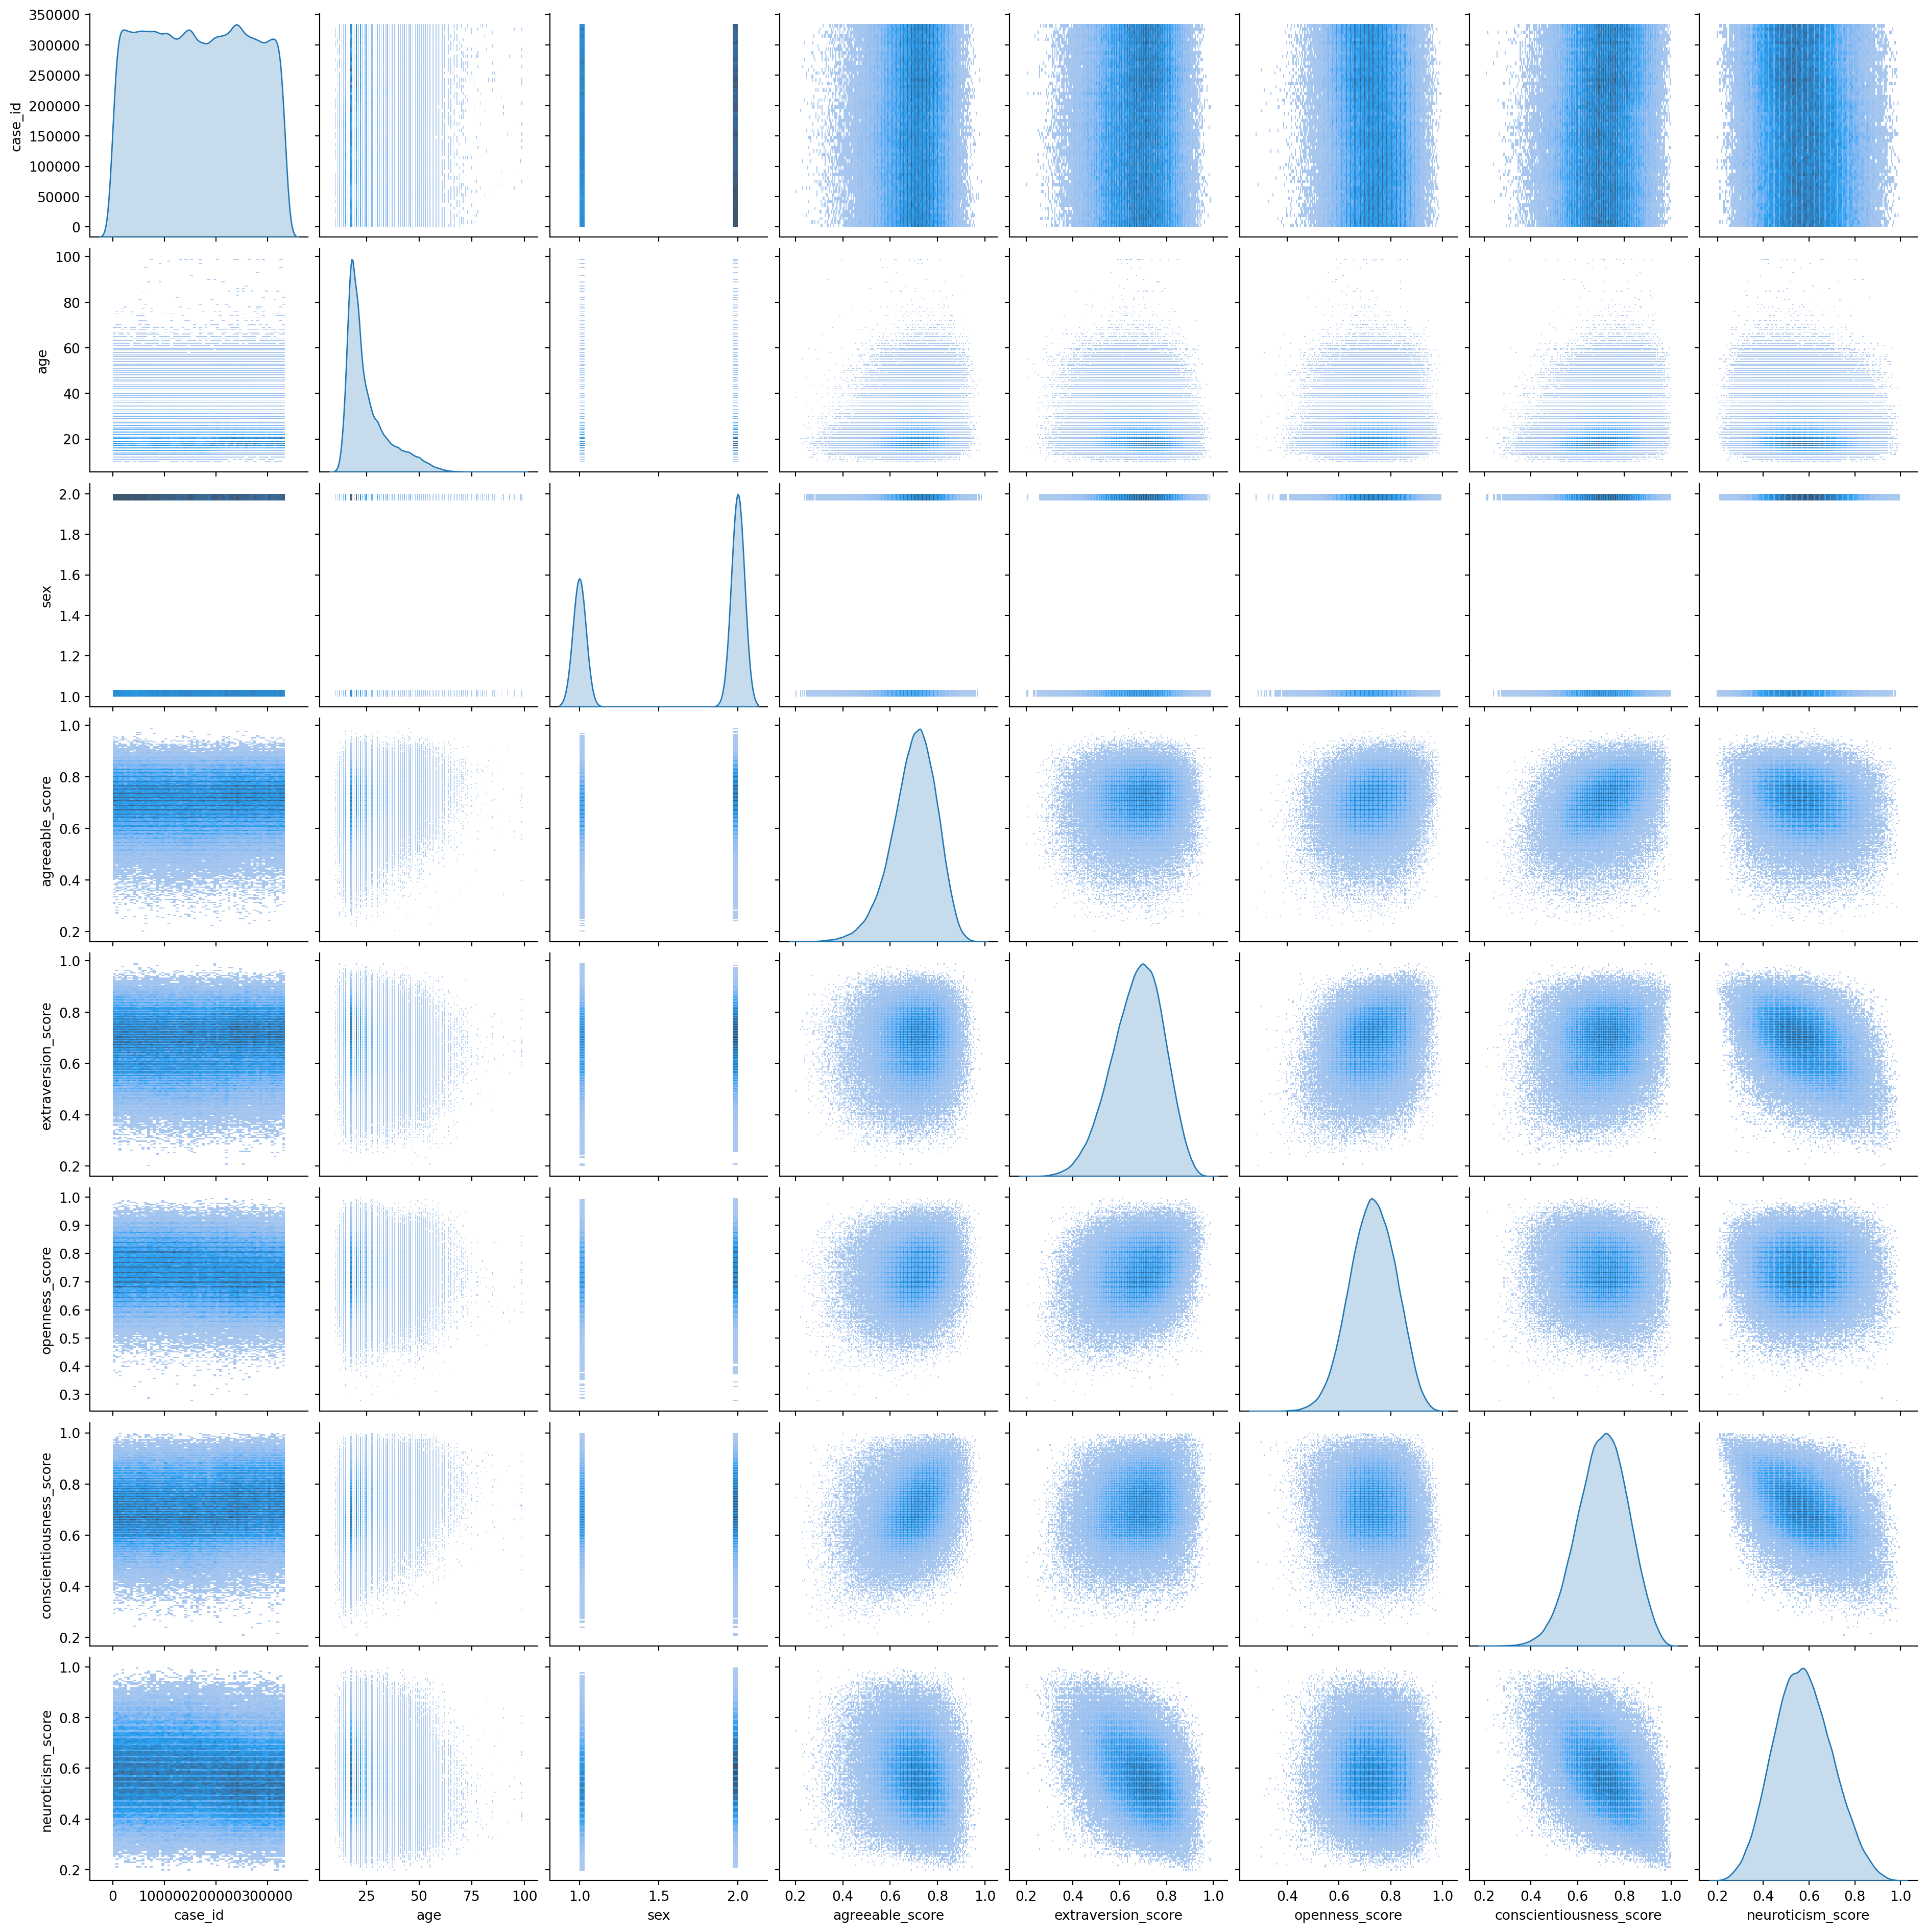 350000
300000
250000
200000
150000
100000
50000
0
case_id
100
80
60
40
20
age
2.0
1.8
1.6
1.4
1.2
1.0
sex
1.0
0.8
0.6
0.4
0.2
agreeable_score
1.0
0.8
0.6
0.4
0.2
extraversion_score
1.0
0.9
0.8
0.7
0.6
0.5
0.4
0.3
openness_score
1.0
0.8
0.6
0.4
0.2
conscientiousness_score
1.0
0.8
0.6
0.4
0.2
neuroticism_score
0 100000 200000 300000
25 50 75 100
1.0 1.5 2.0
0.2 0.4 0.6 0.8 1.0
0.2 0.4 0.6 0.8 1.0
0.4 0.6 0.8 1.0
0.2 0.4 0.6 0.8 1.0
0.2 0.4 0.6 0.8 1.0
case_id
age
sex
agreeable_score
extraversion_score
openness_score
conscientiousness_score
neuroticism_score